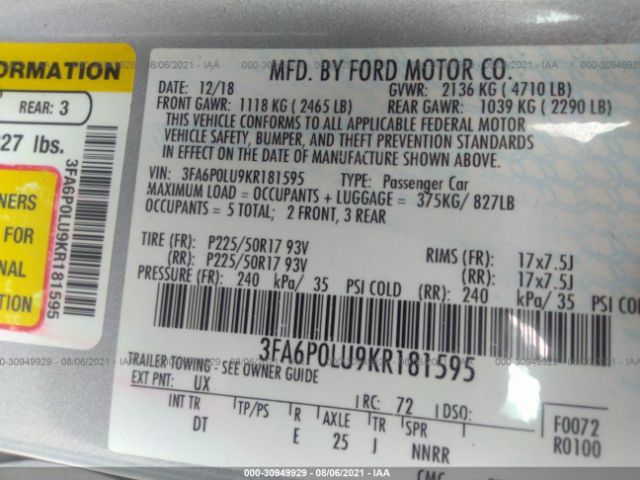 000-30949929 - 08/06/2021 - IAA
ORMATION
REAR: 3
27 lbs.
NERS
FOR
NAL
TION
3FA6P0LU9KR181595
MFD. BY FORD MOTOR CO.
DATE: 12/18 GVWR: 2136 KG ( 4710 LB)
FRONT GAWR: 1118 KG ( 2465 LB) REAR GAWR: 1039 KG ( 2290 LB)
THIS VEHICLE CONFORMS TO ALL APPLICABLE FEDERAL MOTOR
VEHICLE SAFETY, BUMPER, AND THEFT PREVENTION STANDARDS
IN EFFECT ON THE DATE OF MANUFACTURE SHOWN ABOVE.
VIN: 3FA6P0LU9KR181595 TYPE: Passenger Car
MAXIMUM LOAD = OCCUPANTS + LUGGAGE = 375KG/ 827LB
OCCUPANTS = 5 TOTAL; 2 FRONT, 3 REAR
TIRE (FR): P225/50R17 93V RIMS (FR): 17x7.5J
(RR): P225/50R17 93V (RR): 17x7.5J
PRESSURE (FR): 240 kPa/ 35 PSI COLD (RR): 240 kPa/ 35 PSI CO
3FA6P0LU9KR181595
TRAILER TOWING - SEE OWNER GUIDE
EXT PNT: UX RC: 72 DSO: F0072
INT TR TP/PS R AXLE TR SPR R0100
DT E 25 J NNRR
000-30949929 - 08/06/2021 - IAA